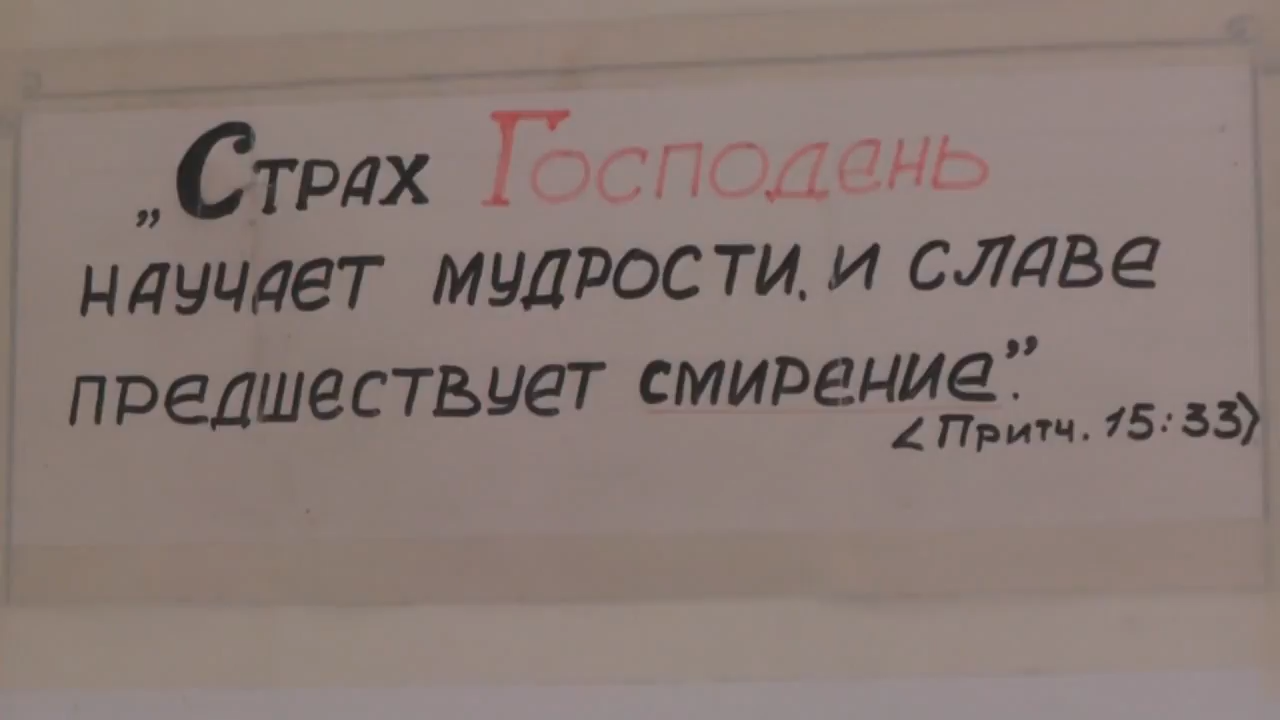 „Страх Господень
научает мудрости, и славе
предшествует смирение".
<Притч. 15:33>